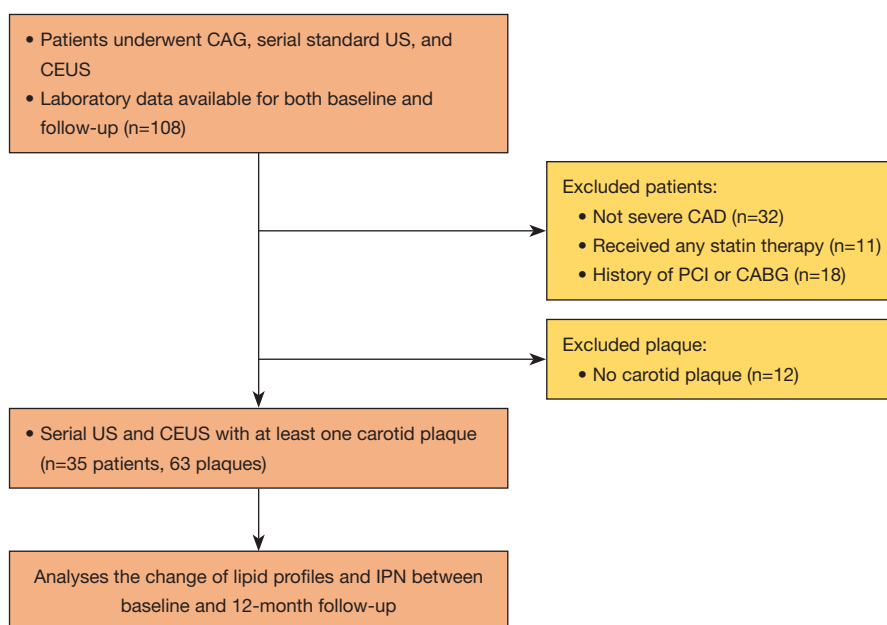 • Patients underwent CAG, serial standard US, and
CEUS
• Laboratory data available for both baseline and
follow-up (n=108)
Excluded patients:
• Not severe CAD (n=32)
• Received any statin therapy (n=11)
• History of PCI or CABG (n=18)
Excluded plaque:
• No carotid plaque (n=12)
• Serial US and CEUS with at least one carotid plaque
(n=35 patients, 63 plaques)
Analyses the change of lipid profiles and IPN between
baseline and 12-month follow-up